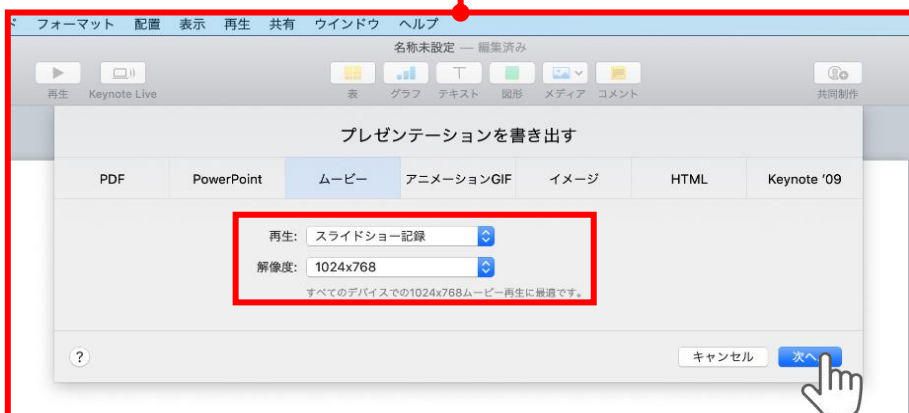 フォーマット 配置 表示 再生 共有 ウインドウ ヘルプ
名称未設定 — 編集済み
再生 Keynote Live 表 グラフ テキスト 図形 メディア コメント 共同制作
プレゼンテーションを書き出す
PDF PowerPoint ムービー アニメーションGIF イメージ HTML Keynote '09
再生: スライドショー記録
解像度: 1024x768
すべてのデバイスでの1024x768ムービー再生に最適です。
? キャンセル 次へ